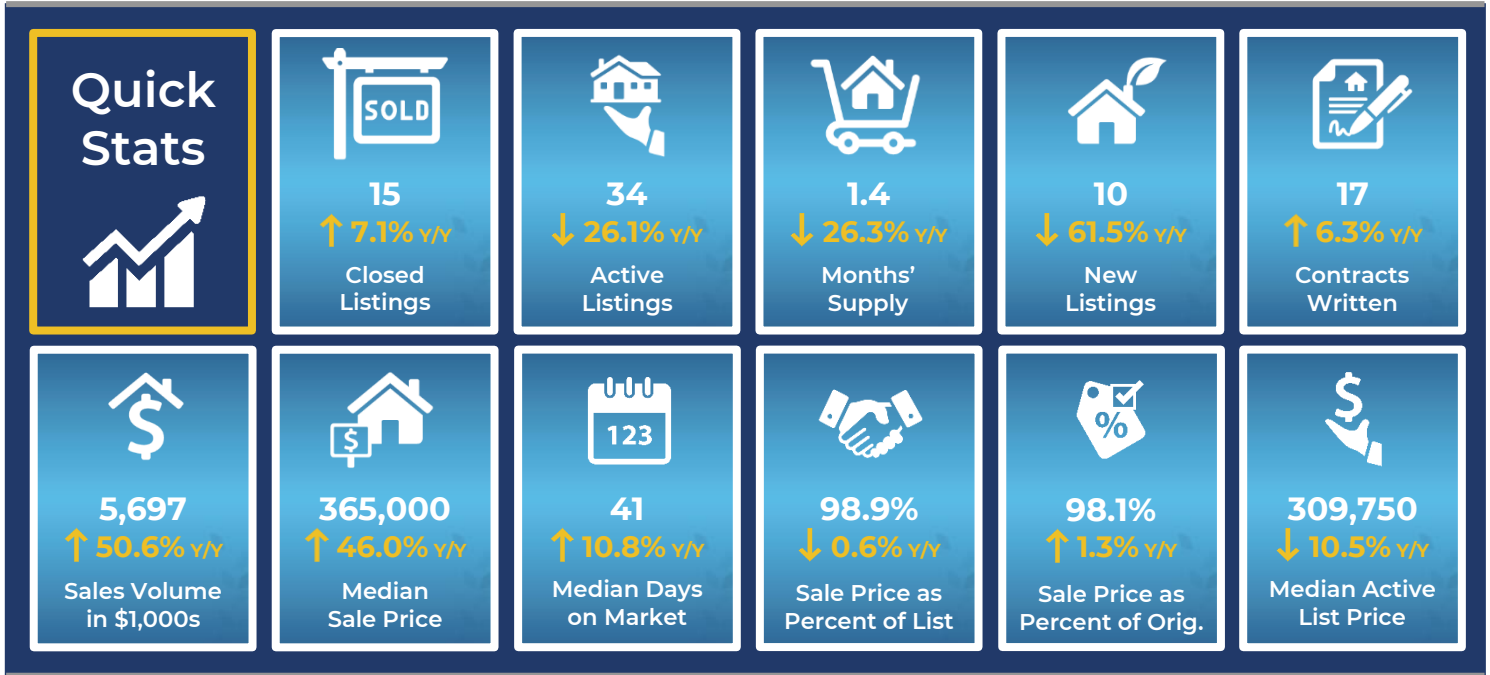 Quick
Stats
SOLD
15
↑ 7.1% Y/Y
Closed
Listings
34
↓ 26.1% Y/Y
Active
Listings
1.4
↓ 26.3% Y/Y
Months’
Supply
10
↓ 61.5% Y/Y
New
Listings
17
↑ 6.3% Y/Y
Contracts
Written
$
5,697
↑ 50.6% Y/Y
Sales Volume
in $1,000s
$
365,000
↑ 46.0% Y/Y
Median
Sale Price
123
41
↑ 10.8% Y/Y
Median Days
on Market
98.9%
↓ 0.6% Y/Y
Sale Price as
Percent of List
%
98.1%
↑ 1.3% Y/Y
Sale Price as
Percent of Orig.
$
309,750
↓ 10.5% Y/Y
Median Active
List Price